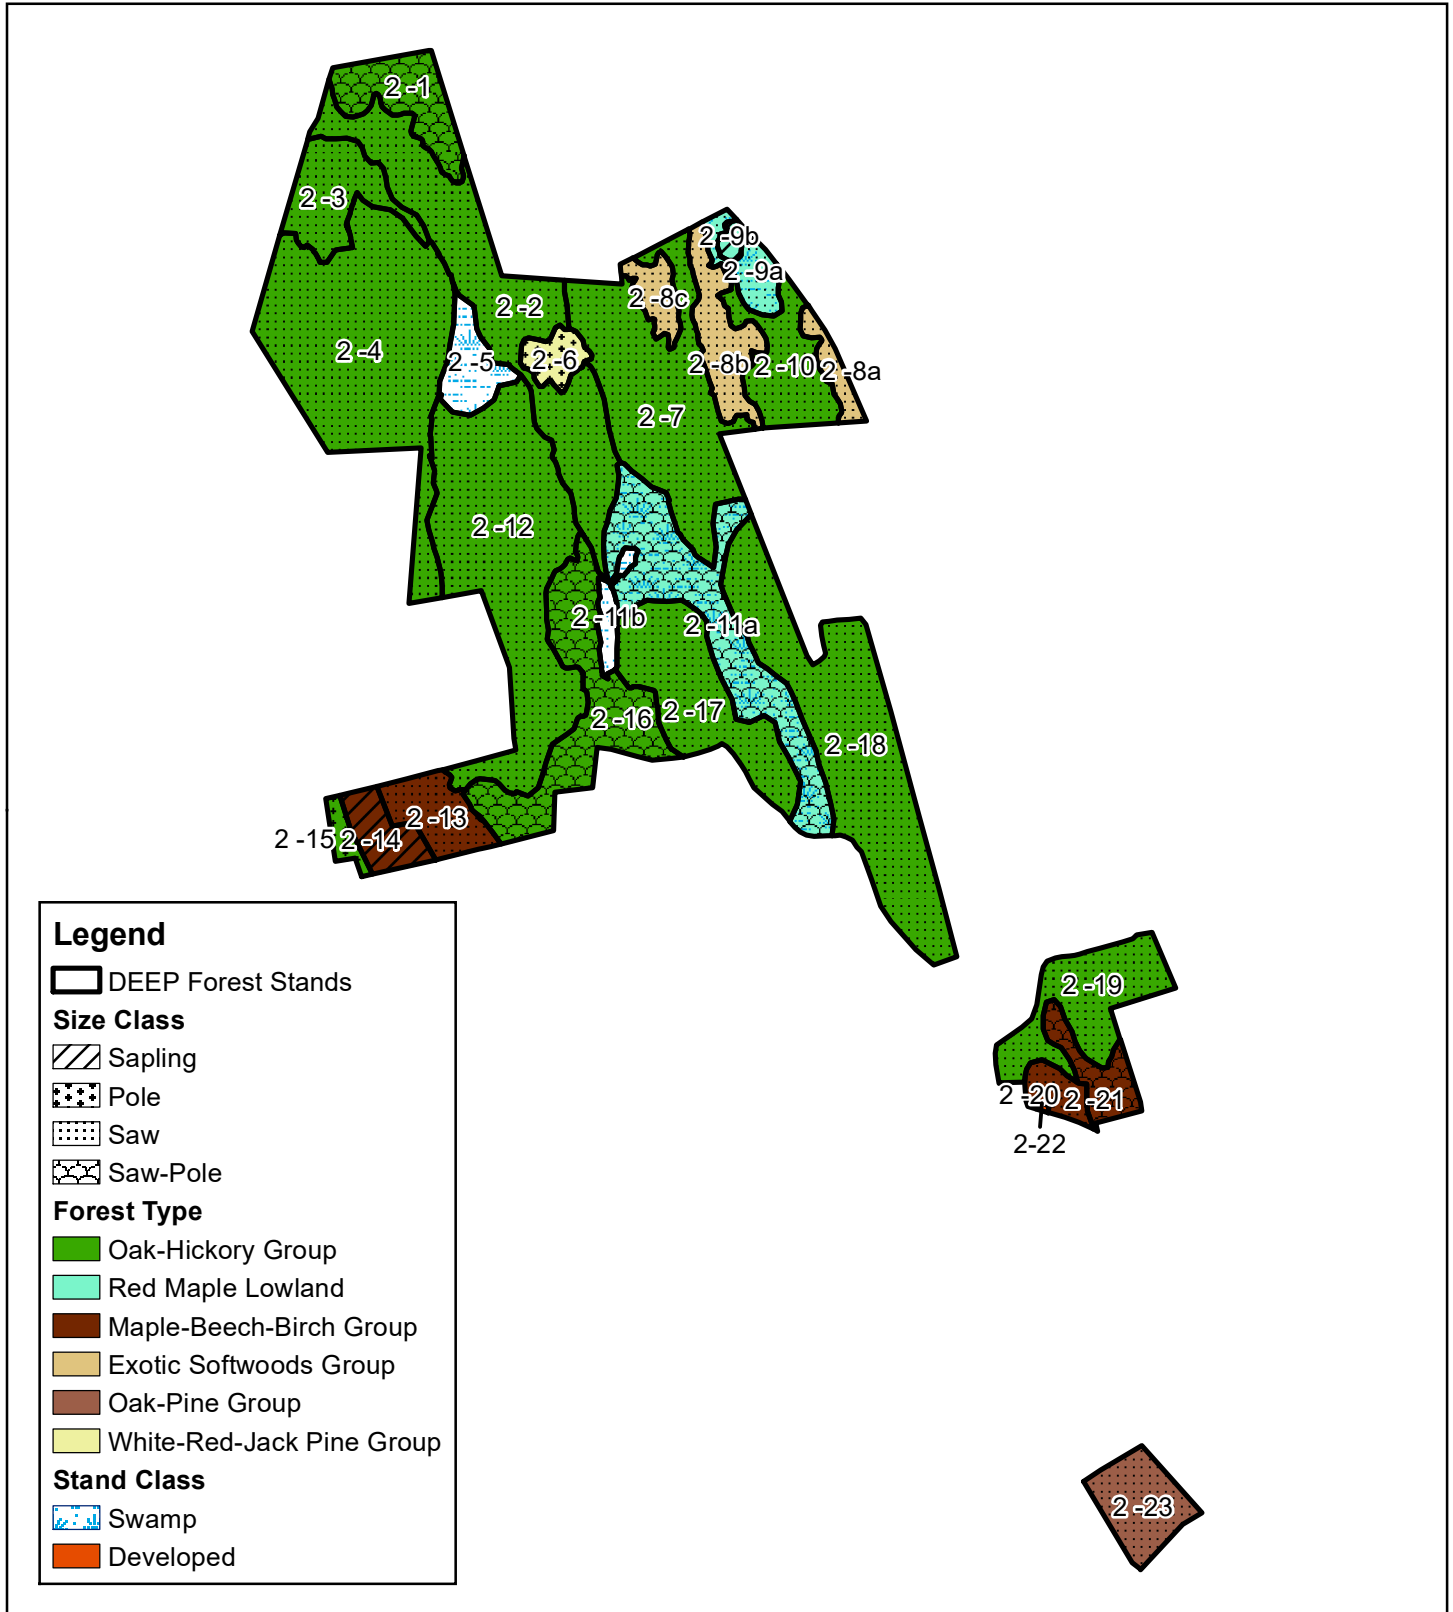 2 -1
2 -3
2 -9b
2 -9a
2 -8c
2 -2
2 -4
2 -5
2 -6
2 -8b
2 -10
2 -8a
2 -7
2 -12
2 -11b
2 -11a
2 -16
2 -17
2 -18
2 -13
2 -15
2 -14
Legend
DEEP Forest Stands
Size Class
Sapling
Pole
Saw
Saw-Pole
Forest Type
Oak-Hickory Group
Red Maple Lowland
Maple-Beech-Birch Group
Exotic Softwoods Group
Oak-Pine Group
White-Red-Jack Pine Group
Stand Class
Swamp
Developed
2 -19
2 -20
2 -21
2-22
2 -23